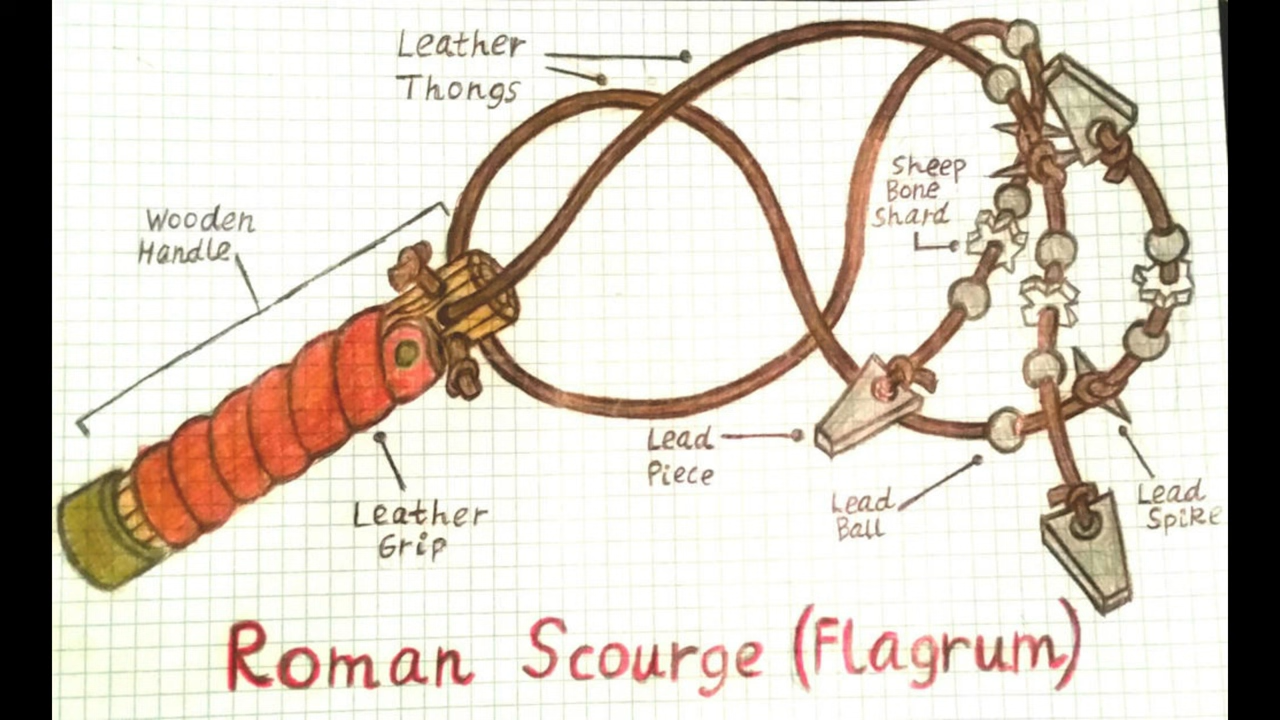 Leather
Thongs
Sheep
Bone
Shard
Wooden
Handle
Lead
Piece
Lead
Ball
Lead
Spike
Leather
Grip
Roman Scourge (Flagrum)